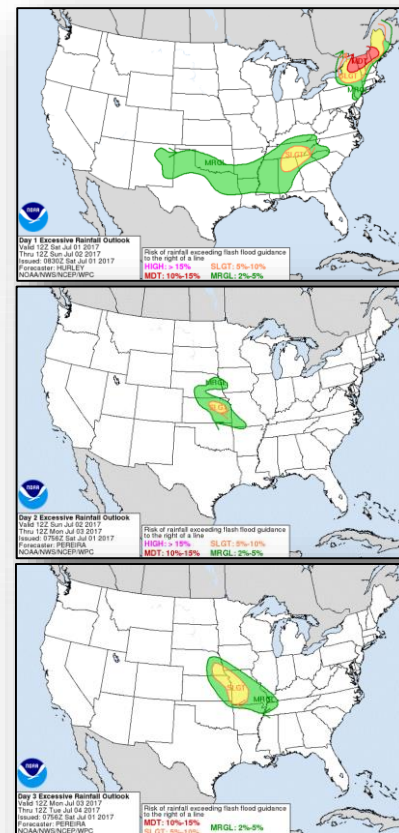 MDT
SLGT
MRGL
MRGL
SLGT
NOAA
Day 1 Excessive Rainfall Outlook
Valid 12Z Sat Jul 01 2017
Thru 12Z Sun Jul 02 2017
Issued: 0830Z Sat Jul 01 2017
Forecaster: HURLEY
NOAA/NWS/NCEP/WPC
Risk of rainfall exceeding flash flood guidance
to the right of a line
HIGH: > 15% SLGT: 5%-10%
MDT: 10%-15% MRGL: 2%-5%
MRGL
SLGT
NOAA
Day 2 Excessive Rainfall Outlook
Valid 12Z Sun Jul 02 2017
Thru 12Z Mon Jul 03 2017
Issued: 0756Z Sat Jul 01 2017
Forecaster: PEREIRA
NOAA/NWS/NCEP/WPC
Risk of rainfall exceeding flash flood guidance
to the right of a line
HIGH: > 15% SLGT: 5%-10%
MDT: 10%-15% MRGL: 2%-5%
SLGT
MRGL
NOAA
Day 3 Excessive Rainfall Outlook
Valid 12Z Mon Jul 03 2017
Thru 12Z Tue Jul 04 2017
Issued: 0756Z Sat Jul 01 2017
Forecaster: PEREIRA
NOAA/NWS/NCEP/WPC
Risk of rainfall exceeding flash flood guidance
to the right of a line
MDT: 10%-15% MRGL: 2%-5%
SLGT: 5%-10%